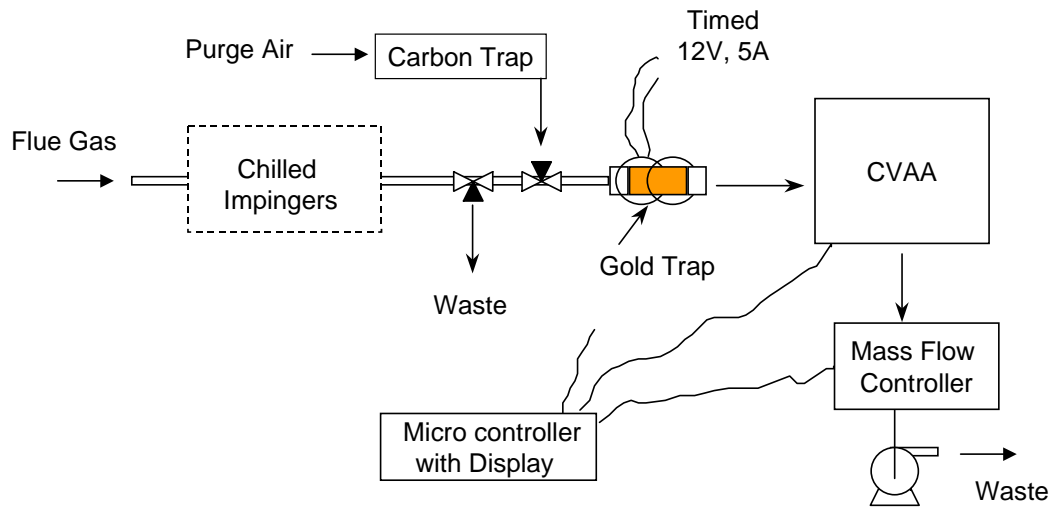 Timed
12V, 5A
Purge Air
Carbon Trap
Flue Gas
Chilled
Impingers
CVAA
Gold Trap
Waste
Mass Flow
Controller
Micro controller
with Display
Waste